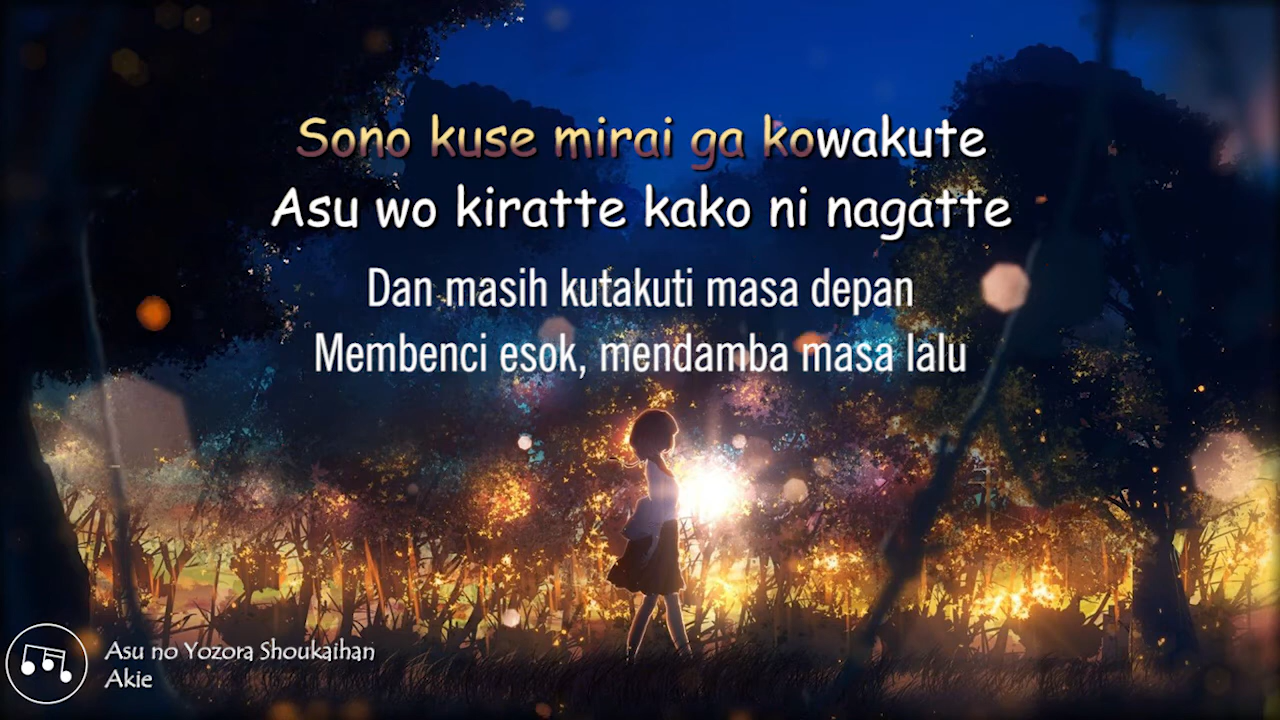 Sono kuse mirai ga kowakute
Asu wo kiratte kako ni nagatte
Dan masih kutakuti masa depan
Membenci esok, mendamba masa lalu
Asu no Yozora Shoukaihan
Akie